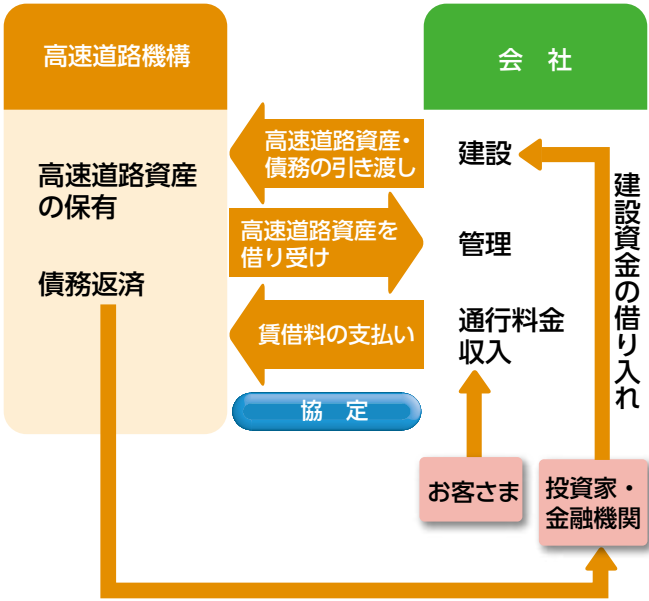 高速道路機構
会 社
高速道路資産
の保有
債務返済
高速道路資産・
債務の引き渡し
高速道路資産を
借り受け
賃借料の支払い
協 定
建設
管理
通行料金
収入
建設資金の借り入れ
お客さま
投資家・
金融機関